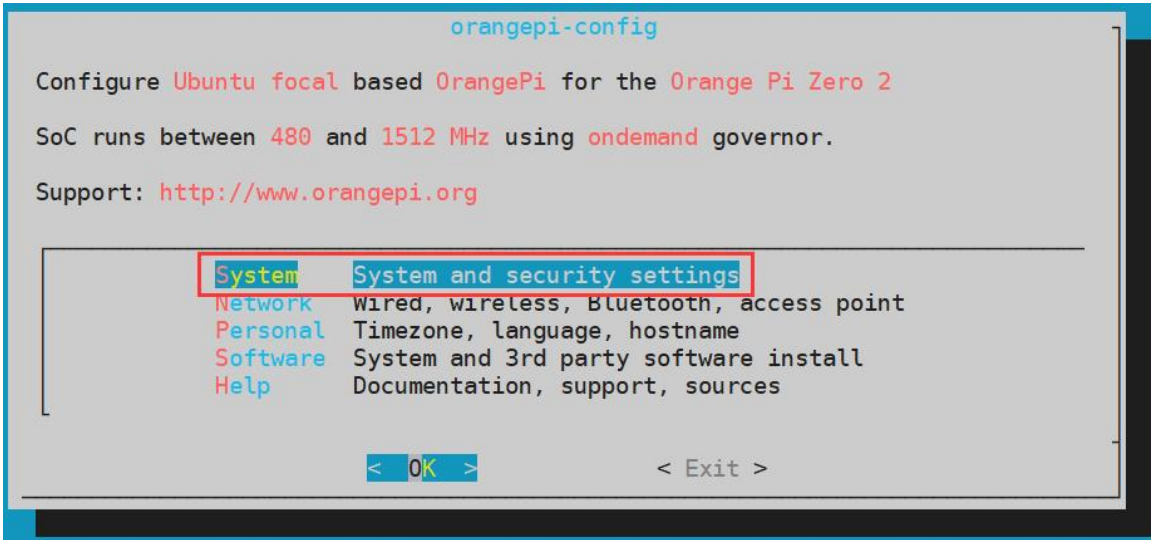 orangepi-config
Configure Ubuntu focal based OrangePi for the Orange Pi Zero 2
SoC runs between 480 and 1512 MHz using ondemand governor.
Support: http://www.orangepi.org
System System and security settings
Network Wired, wireless, Bluetooth, access point
Personal Timezone, language, hostname
Software System and 3rd party software install
Help Documentation, support, sources
< OK > < Exit >